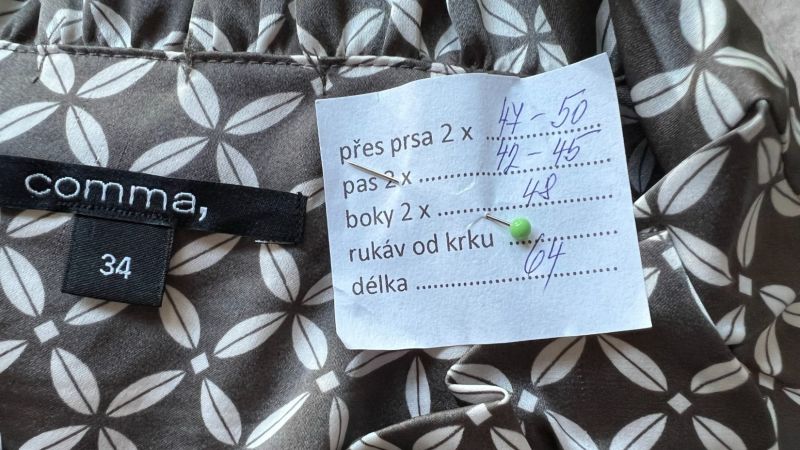 comma,
34
přes prsa 2 x ........ 47 - 50
pas 2 x ........ 42 - 45
boky 2 x ........ 48
rukáv od krku ........
délka ........ 64